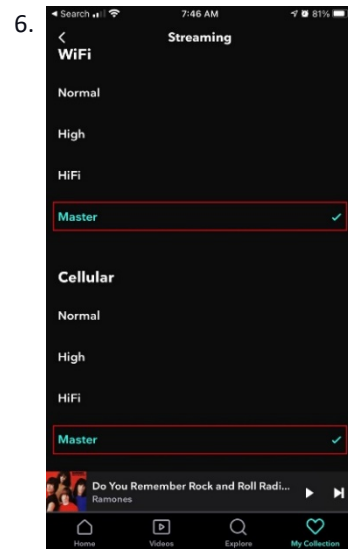 6.
Search 7:46 AM 81%
Streaming
WiFi
Normal
High
HiFi
Master
Cellular
Normal
High
HiFi
Master
Do You Remember Rock and Roll Radi...
Ramones
Home Videos Explore My Collection